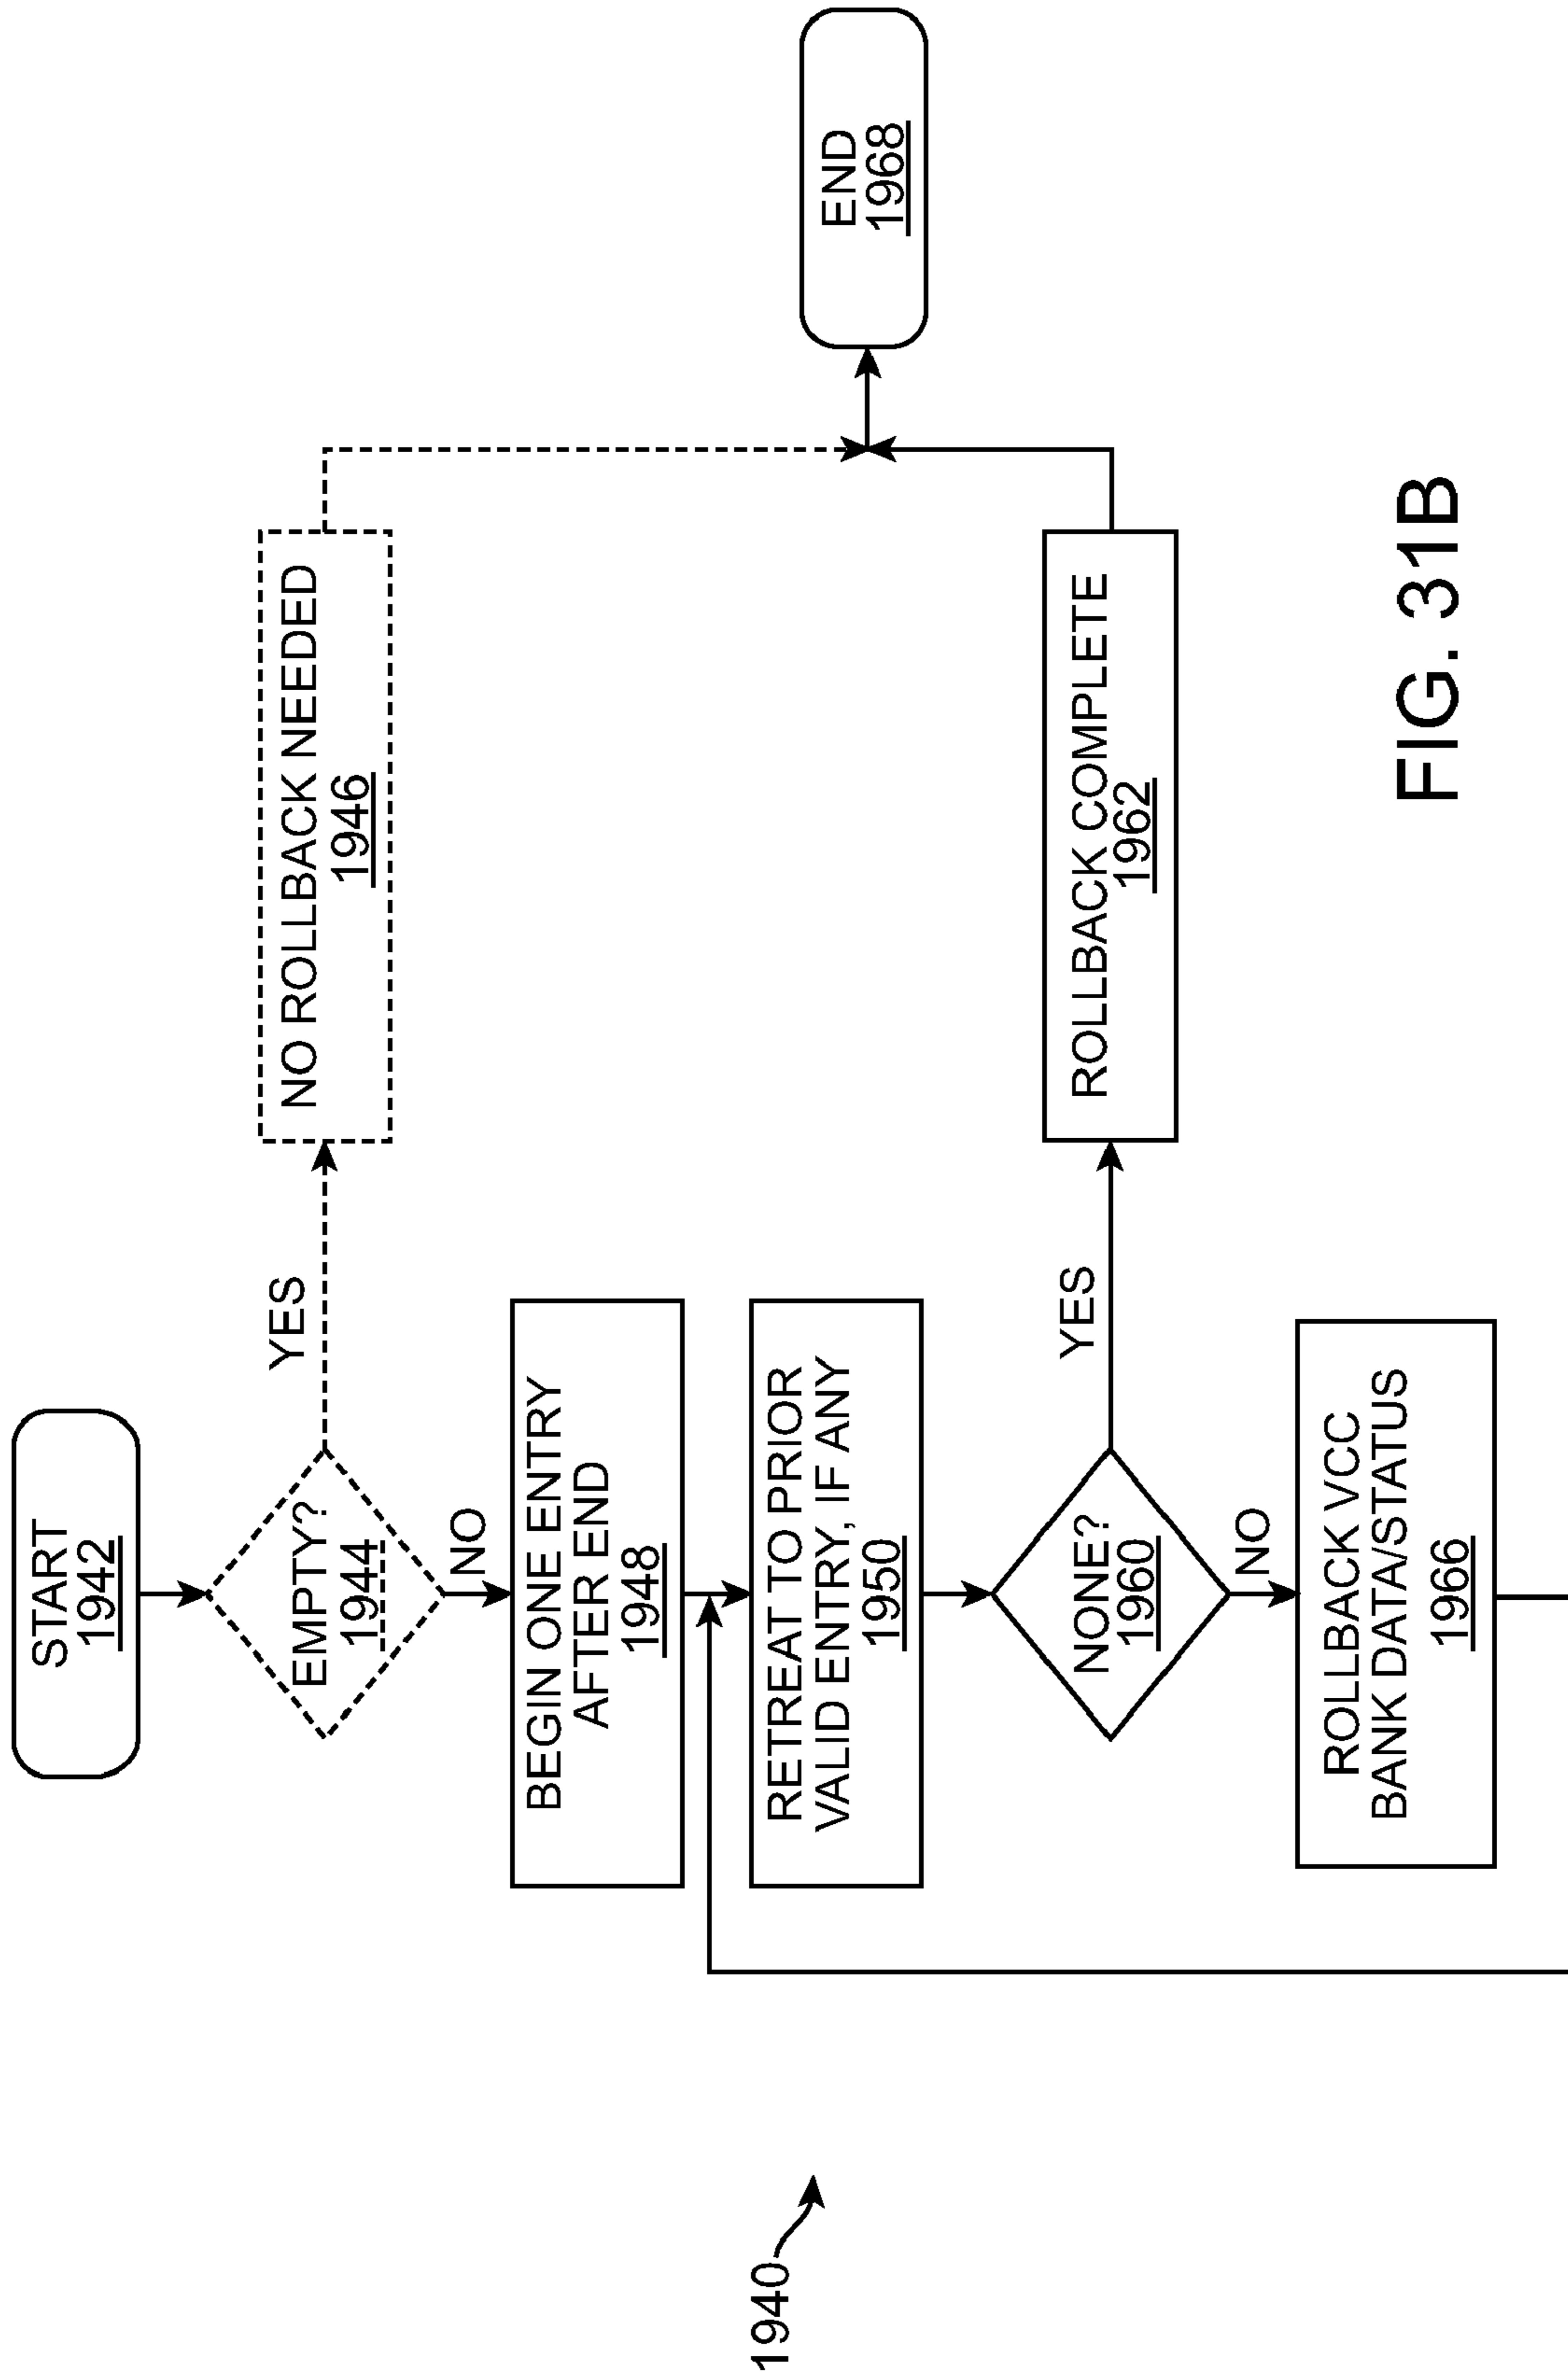 START
1942
EMPTY?
1944
YES
NO ROLLBACK NEEDED
1946
NO
BEGIN ONE ENTRY
AFTER END
1948
RETREAT TO PRIOR
VALID ENTRY, IF ANY
1950
NONE?
1960
YES
ROLLBACK COMPLETE
1962
NO
ROLLBACK VCC
BANK DATA/STATUS
1966
END
1968
1940
FIG. 31B